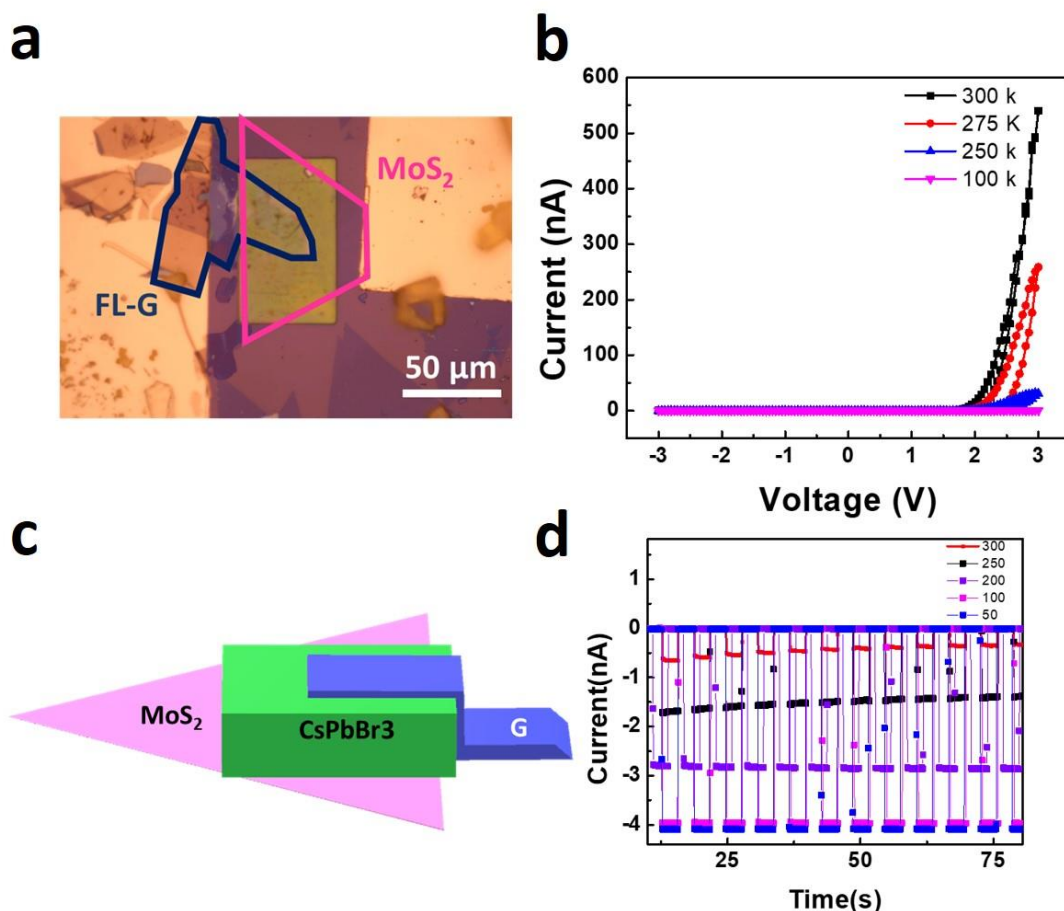 a
MoS₂
FL-G
50 µm
b
600
500
400
300
200
100
0
-3
-2
-1
0
1
2
3
Current (nA)
Voltage (V)
300 k
275 K
250 k
100 k
c
MoS₂
CsPbBr3
G
d
1
0
-1
-2
-3
-4
25
50
75
Current(nA)
Time(s)
300
250
200
100
50